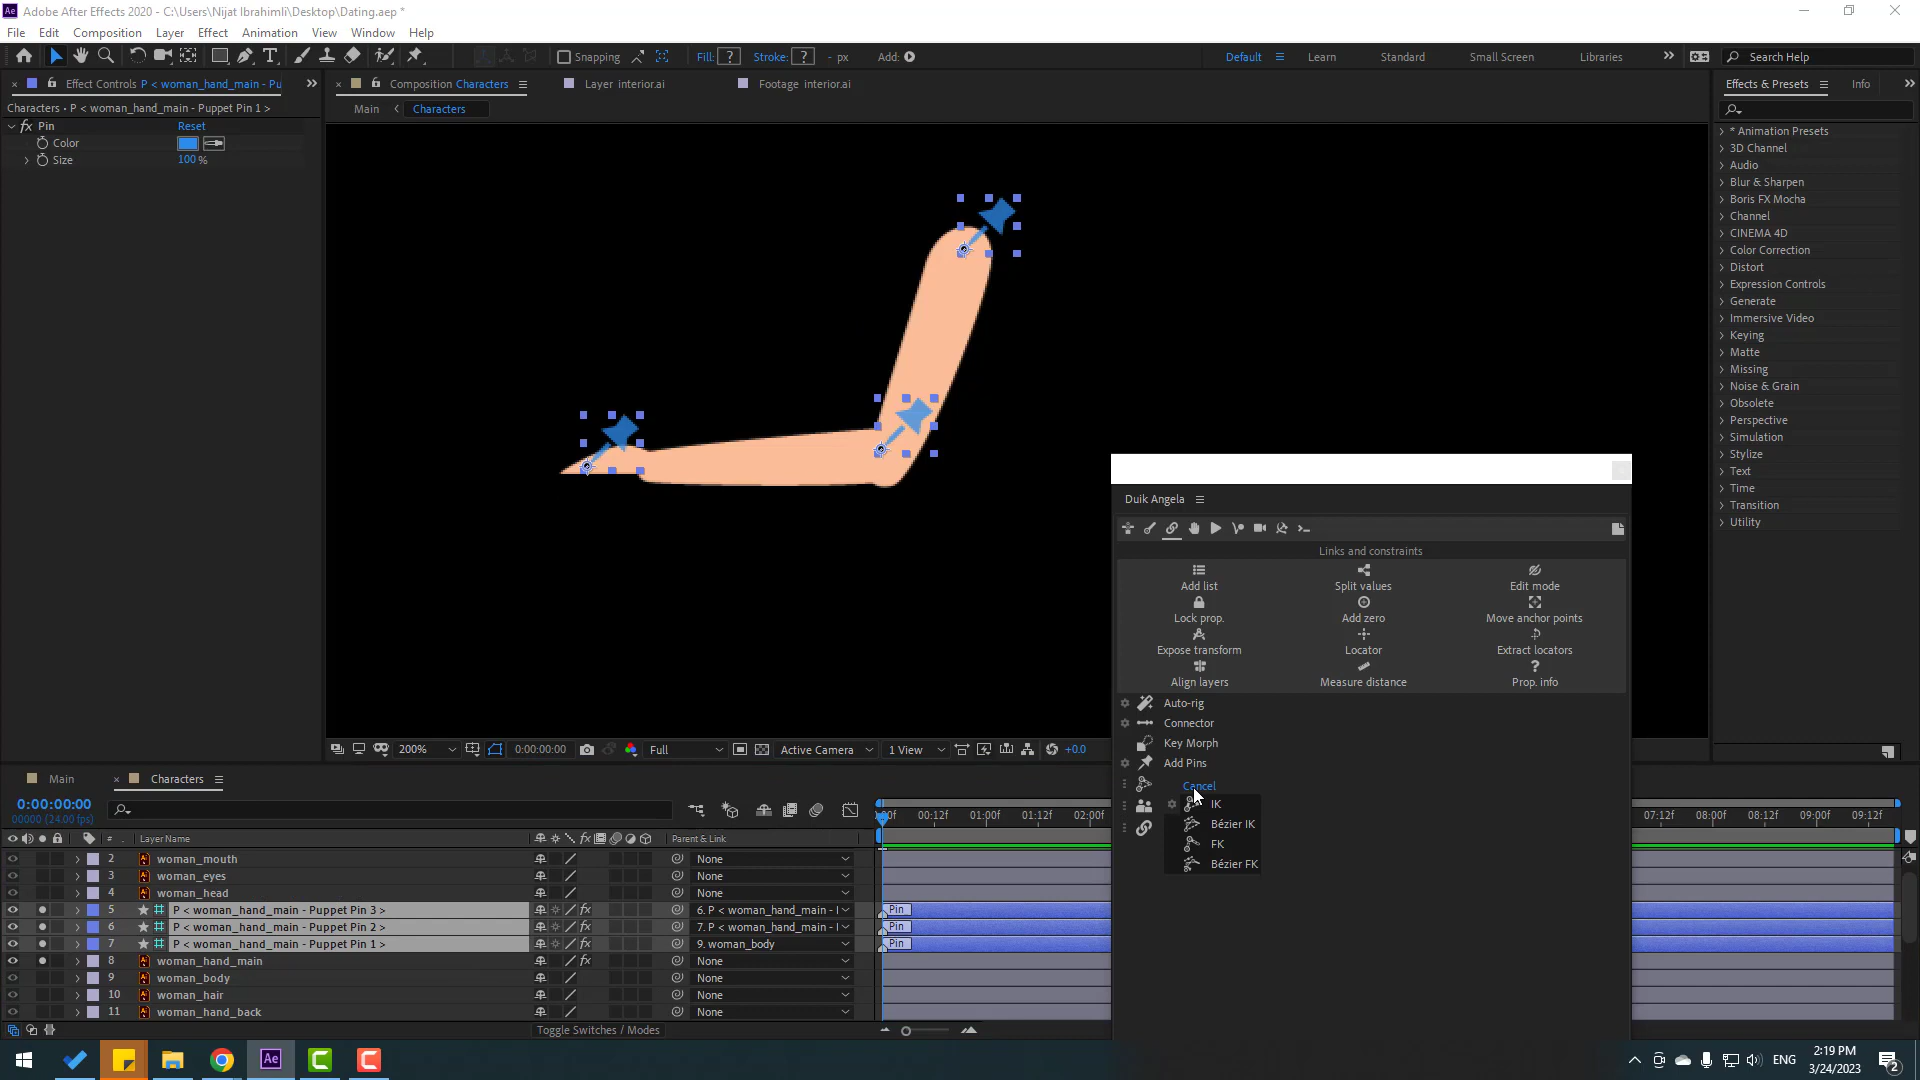 Adobe After Effects 2020 - C:\Users\Nijat Ibrahimli\Desktop\Dating.aep *
File Edit Composition Layer Effect Animation View Window Help
Snapping Fill: ? Stroke: ? - px Add: Default Learn Standard Small Screen Libraries Search Help
Effect Controls P < woman_hand_main - Pu
Composition Characters Layer interior.ai Footage interior.ai
Effects & Presets Info
Characters • P < woman_hand_main - Puppet Pin 1 >
Main Characters
fx Pin Reset
Color
Size 100 %
* Animation Presets
3D Channel
Audio
Blur & Sharpen
Boris FX Mocha
Channel
CINEMA 4D
Color Correction
Distort
Expression Controls
Generate
Immersive Video
Keying
Matte
Missing
Noise & Grain
Obsolete
Perspective
Simulation
Stylize
Text
Time
Transition
Utility
Duik Angela
Links and constraints
Add list Split values Edit mode
Lock prop. Add zero Move anchor points
Expose transform Locator Extract locators
Align layers Measure distance Prop. info
Auto-rig
Connector
Key Morph
Add Pins
Cancel
IK
Bézier IK
FK
Bézier FK
200% 0:00:00:00 Full Active Camera 1 View +0.0
Main Characters
0:00:00:00
00000 (24.00 fps)
00f 00:12f 01:00f 01:12f 02:00f 07:12f 08:00f 08:12f 09:00f 09:12f
# Layer Name fx Parent & Link
2 woman_mouth None
3 woman_eyes None
4 woman_head None
5 P < woman_hand_main - Puppet Pin 3 > fx 6. P < woman_hand_main - I Pin
6 P < woman_hand_main - Puppet Pin 2 > fx 7. P < woman_hand_main - I Pin
7 P < woman_hand_main - Puppet Pin 1 > fx 9. woman_body Pin
8 woman_hand_main fx None
9 woman_body None
10 woman_hair None
11 woman_hand_back None
Toggle Switches / Modes
Ae
ENG
2:19 PM
3/24/2023
2